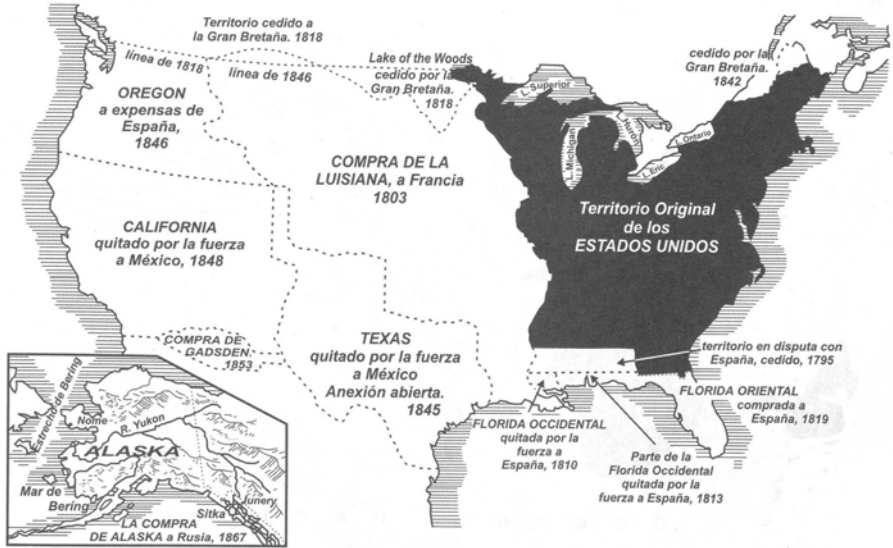 Territorio cedido a
la Gran Bretaña. 1818
línea de 1818
línea de 1846
Lake of the Woods
cedido por la
Gran Bretaña.
1818
cedido por la
Gran Bretaña.
1842
OREGON
a expensas de
España,
1846
L. Superior
L. Michigan
L. Huron
L. Ontario
L. Eric
COMPRA DE LA
LUISIANA, a Francia
1803
Territorio Original
de los
ESTADOS UNIDOS
CALIFORNIA
quitado por la fuerza
a México, 1848
COMPRA DE
GADSDEN.
1853
TEXAS
quitado por la fuerza
a México
Anexión abierta.
1845
territorio en disputa con
España, cedido, 1795
FLORIDA ORIENTAL
comprada a
España, 1819
FLORIDA OCCIDENTAL
quitada por la
fuerza a
España, 1810
Parte de la
Florida Occidental
quitada por la
fuerza a España, 1813
Estrecho de Bering
Nome
R. Yukon
ALASKA
Mar de
Bering
Junery
Sitka
LA COMPRA
DE ALASKA a Rusia, 1867